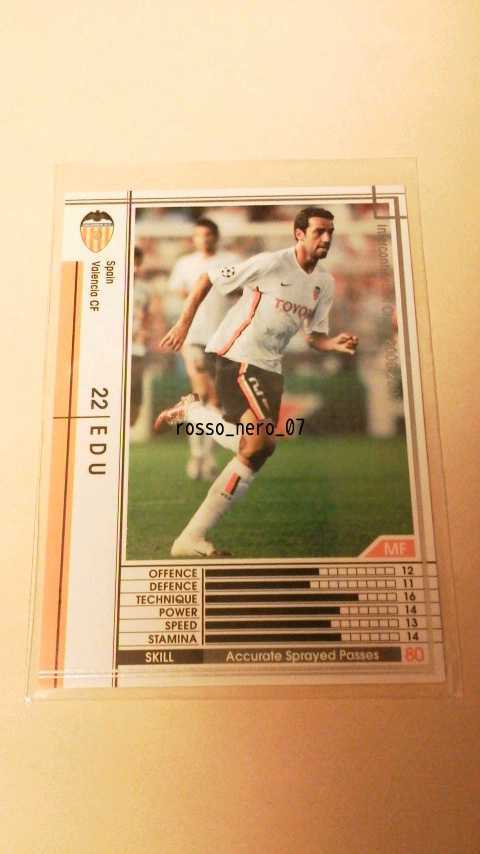 Spain
Valencia CF
22 EDU
TOYOTA
2
rosso_nero_07
MF
OFFENCE 12
DEFENCE 11
TECHNIQUE 16
POWER 14
SPEED 13
STAMINA 14
SKILL Accurate Sprayed Passes 80